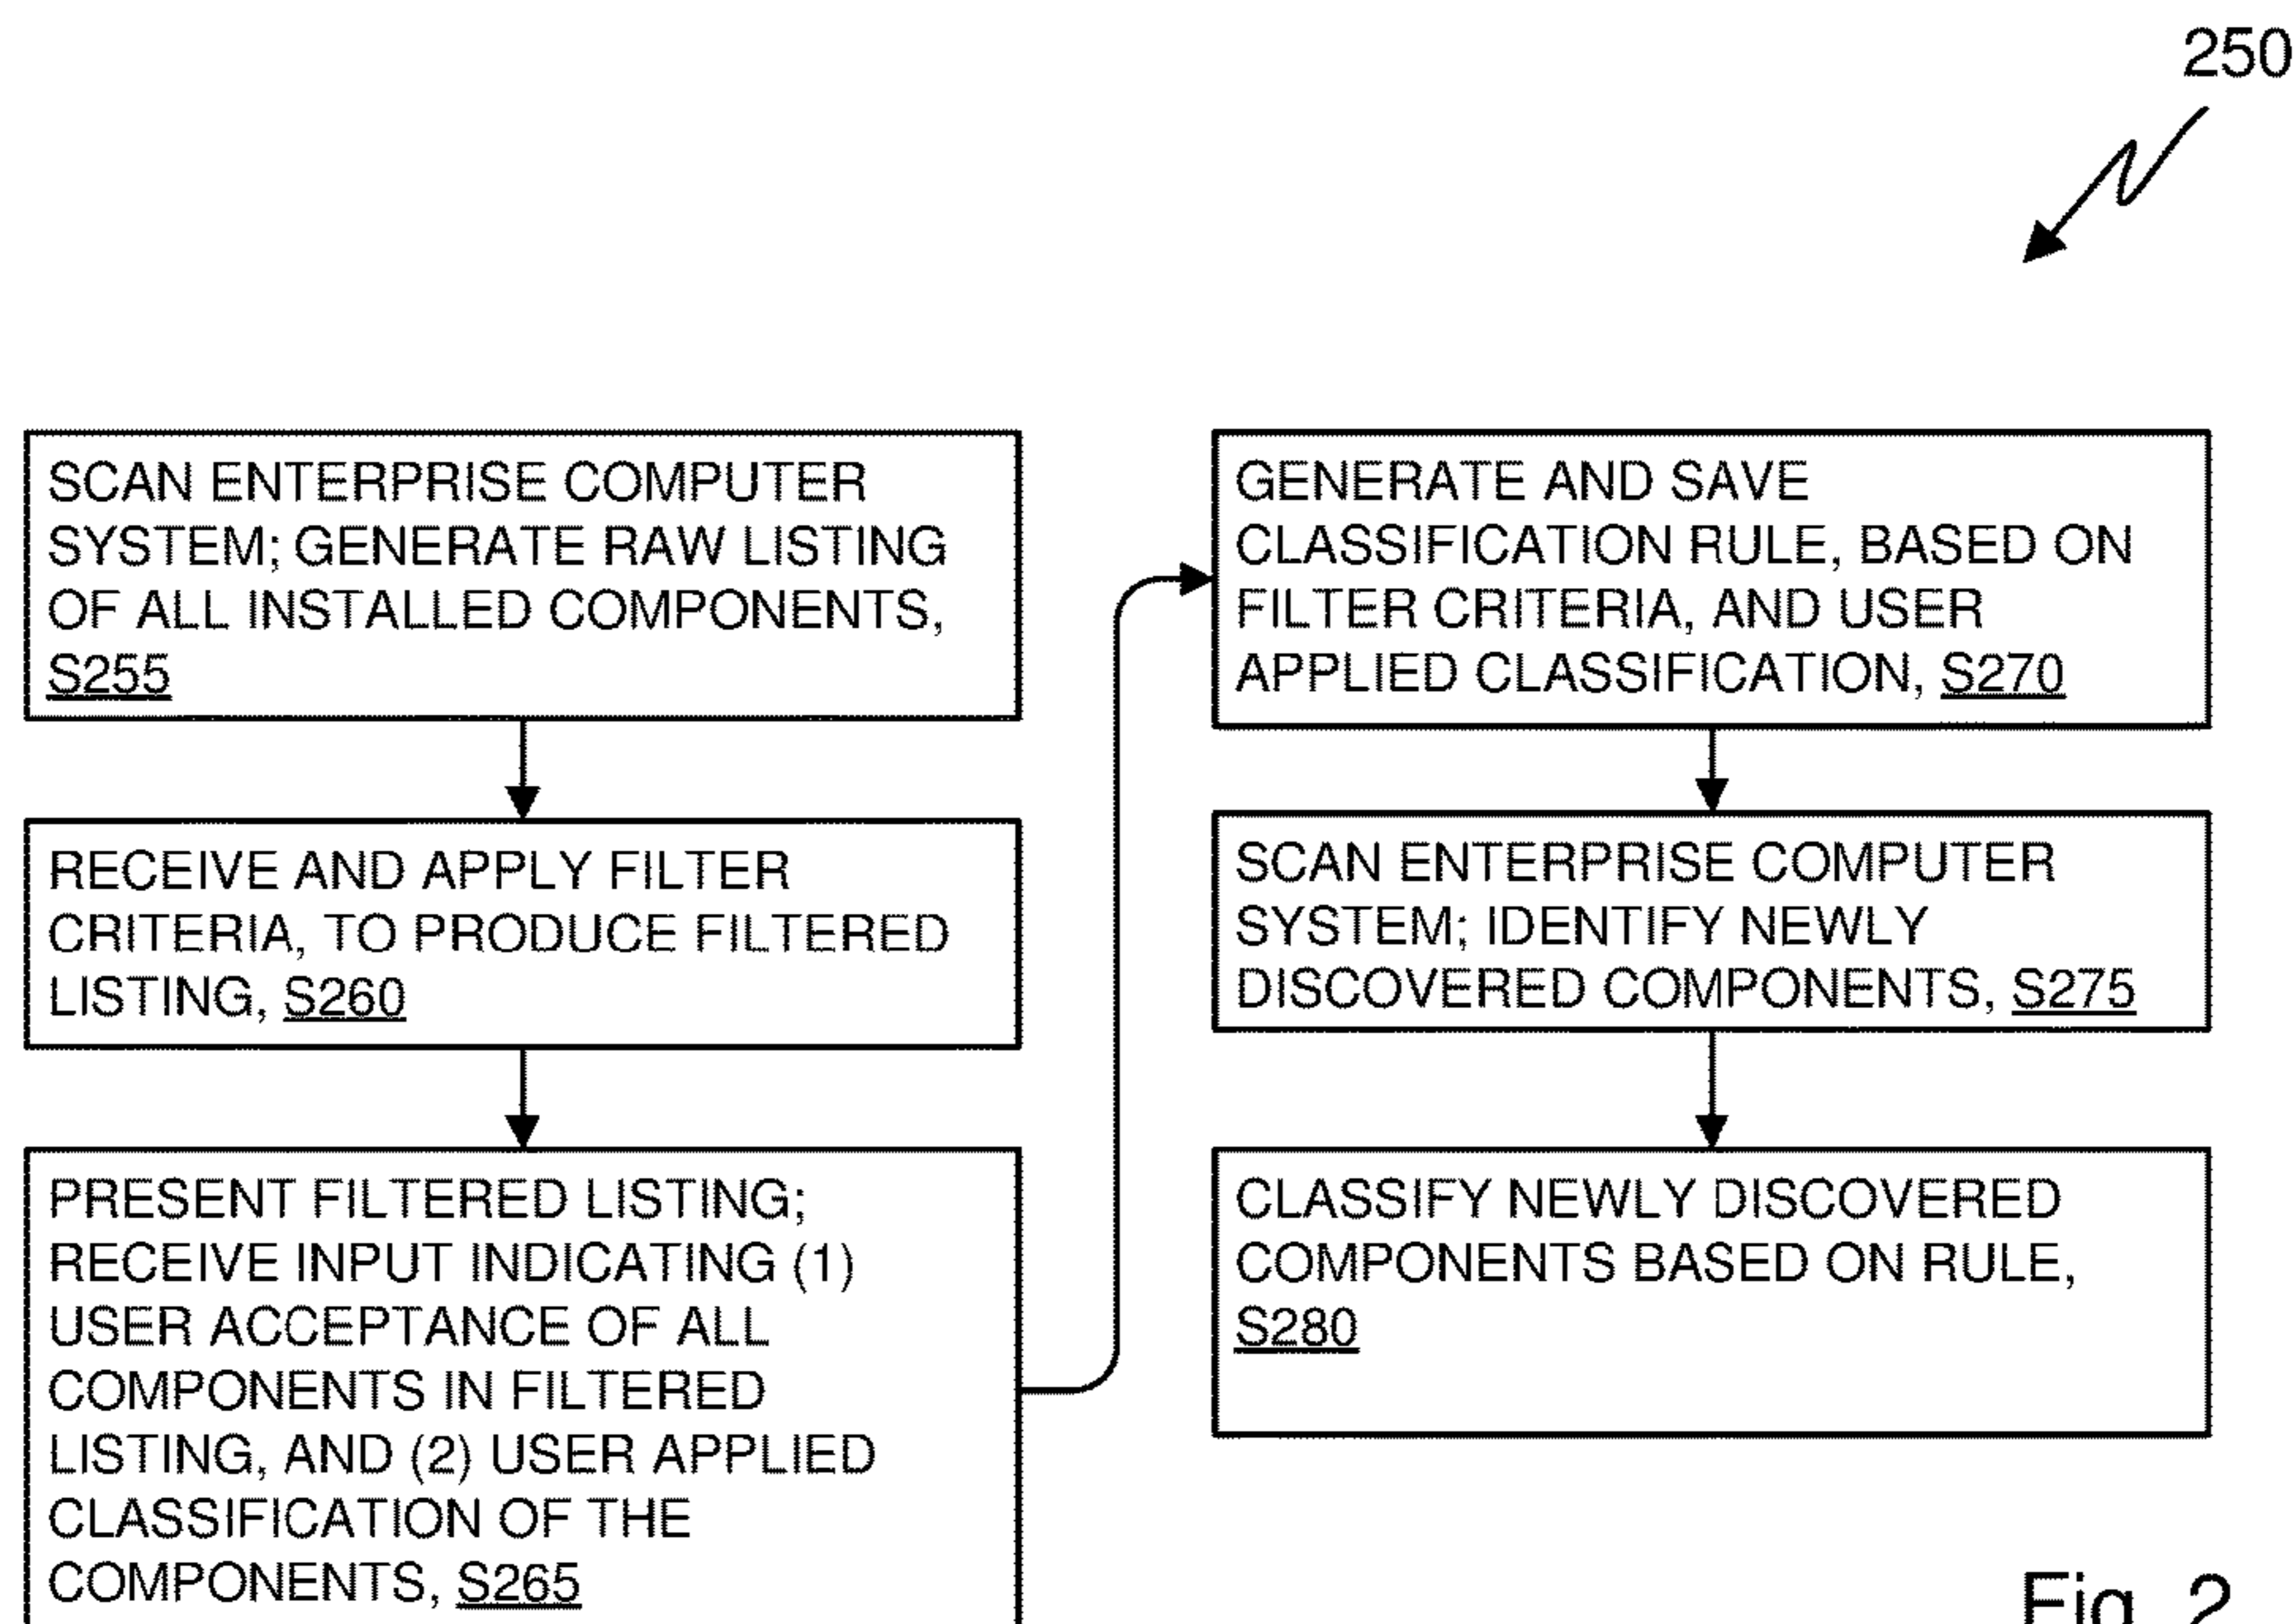 250
SCAN ENTERPRISE COMPUTER
SYSTEM; GENERATE RAW LISTING
OF ALL INSTALLED COMPONENTS,
S255
RECEIVE AND APPLY FILTER
CRITERIA, TO PRODUCE FILTERED
LISTING, S260
PRESENT FILTERED LISTING;
RECEIVE INPUT INDICATING (1)
USER ACCEPTANCE OF ALL
COMPONENTS IN FILTERED
LISTING, AND (2) USER APPLIED
CLASSIFICATION OF THE
COMPONENTS, S265
GENERATE AND SAVE
CLASSIFICATION RULE, BASED ON
FILTER CRITERIA, AND USER
APPLIED CLASSIFICATION, S270
SCAN ENTERPRISE COMPUTER
SYSTEM; IDENTIFY NEWLY
DISCOVERED COMPONENTS, S275
CLASSIFY NEWLY DISCOVERED
COMPONENTS BASED ON RULE,
S280
Fig. 2